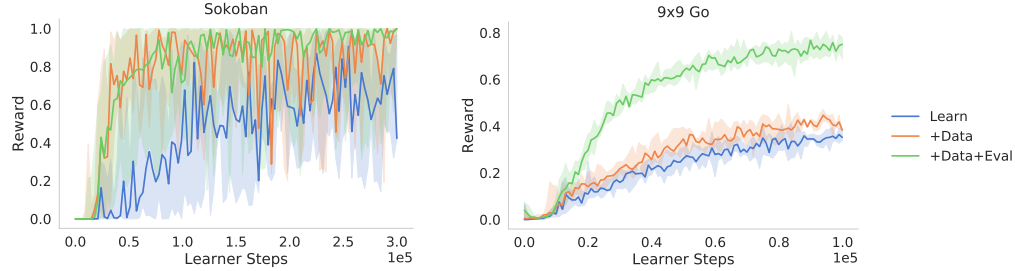 Sokoban
1.0
0.8
0.6
0.4
0.2
0.0
Reward
0.0 0.5 1.0 1.5 2.0 2.5 3.0
Learner Steps
1e5
9x9 Go
0.8
0.6
0.4
0.2
0.0
Reward
0.0 0.2 0.4 0.6 0.8 1.0
Learner Steps
1e5
Learn
+Data
+Data+Eval